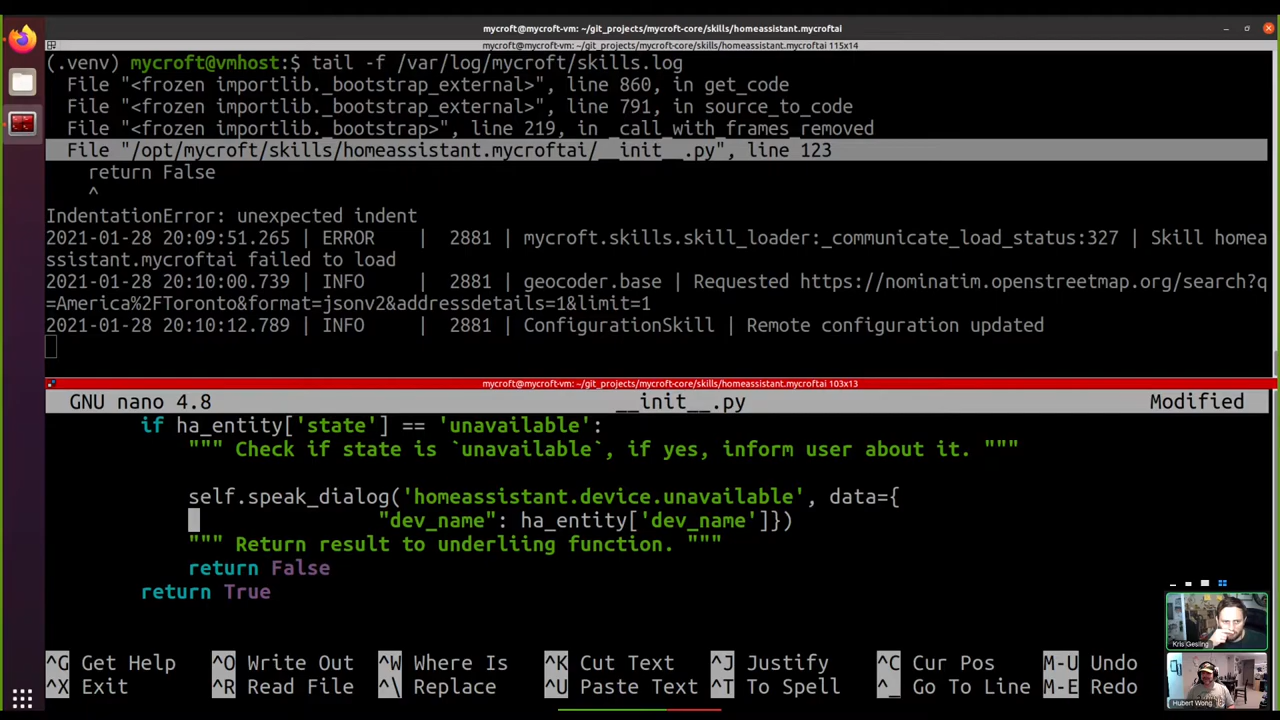 mycroft@mycroft-vm: ~/git_projects/mycroft-core/skills/homeassistant.mycroftai
mycroft@mycroft-vm: ~/git_projects/mycroft-core/skills/homeassistant.mycroftai 115x14
(.venv) mycroft@vmhost:$ tail -f /var/log/mycroft/skills.log
File "<frozen importlib._bootstrap_external>", line 860, in get_code
File "<frozen importlib._bootstrap_external>", line 791, in source_to_code
File "<frozen importlib._bootstrap>", line 219, in _call_with_frames_removed
File "/opt/mycroft/skills/homeassistant.mycroftai/__init__.py", line 123
return False
^
IndentationError: unexpected indent
2021-01-28 20:09:51.265 | ERROR | 2881 | mycroft.skills.skill_loader:_communicate_load_status:327 | Skill homea
ssistant.mycroftai failed to load
2021-01-28 20:10:00.739 | INFO | 2881 | geocoder.base | Requested https://nominatim.openstreetmap.org/search?q
=America%2FToronto&format=jsonv2&addressdetails=1&limit=1
2021-01-28 20:10:12.789 | INFO | 2881 | ConfigurationSkill | Remote configuration updated
mycroft@mycroft-vm: ~/git_projects/mycroft-core/skills/homeassistant.mycroftai 103x13
GNU nano 4.8 __init__.py Modified
if ha_entity['state'] == 'unavailable':
""" Check if state is `unavailable`, if yes, inform user about it. """
self.speak_dialog('homeassistant.device.unavailable', data={
"dev_name": ha_entity['dev_name']})
""" Return result to underliing function. """
return False
return True
^G Get Help ^O Write Out ^W Where Is ^K Cut Text ^J Justify ^C Cur Pos M-U Undo
^X Exit ^R Read File ^\ Replace ^U Paste Text ^T To Spell ^_ Go To Line M-E Redo
Kris Gesling
Hubert Wong